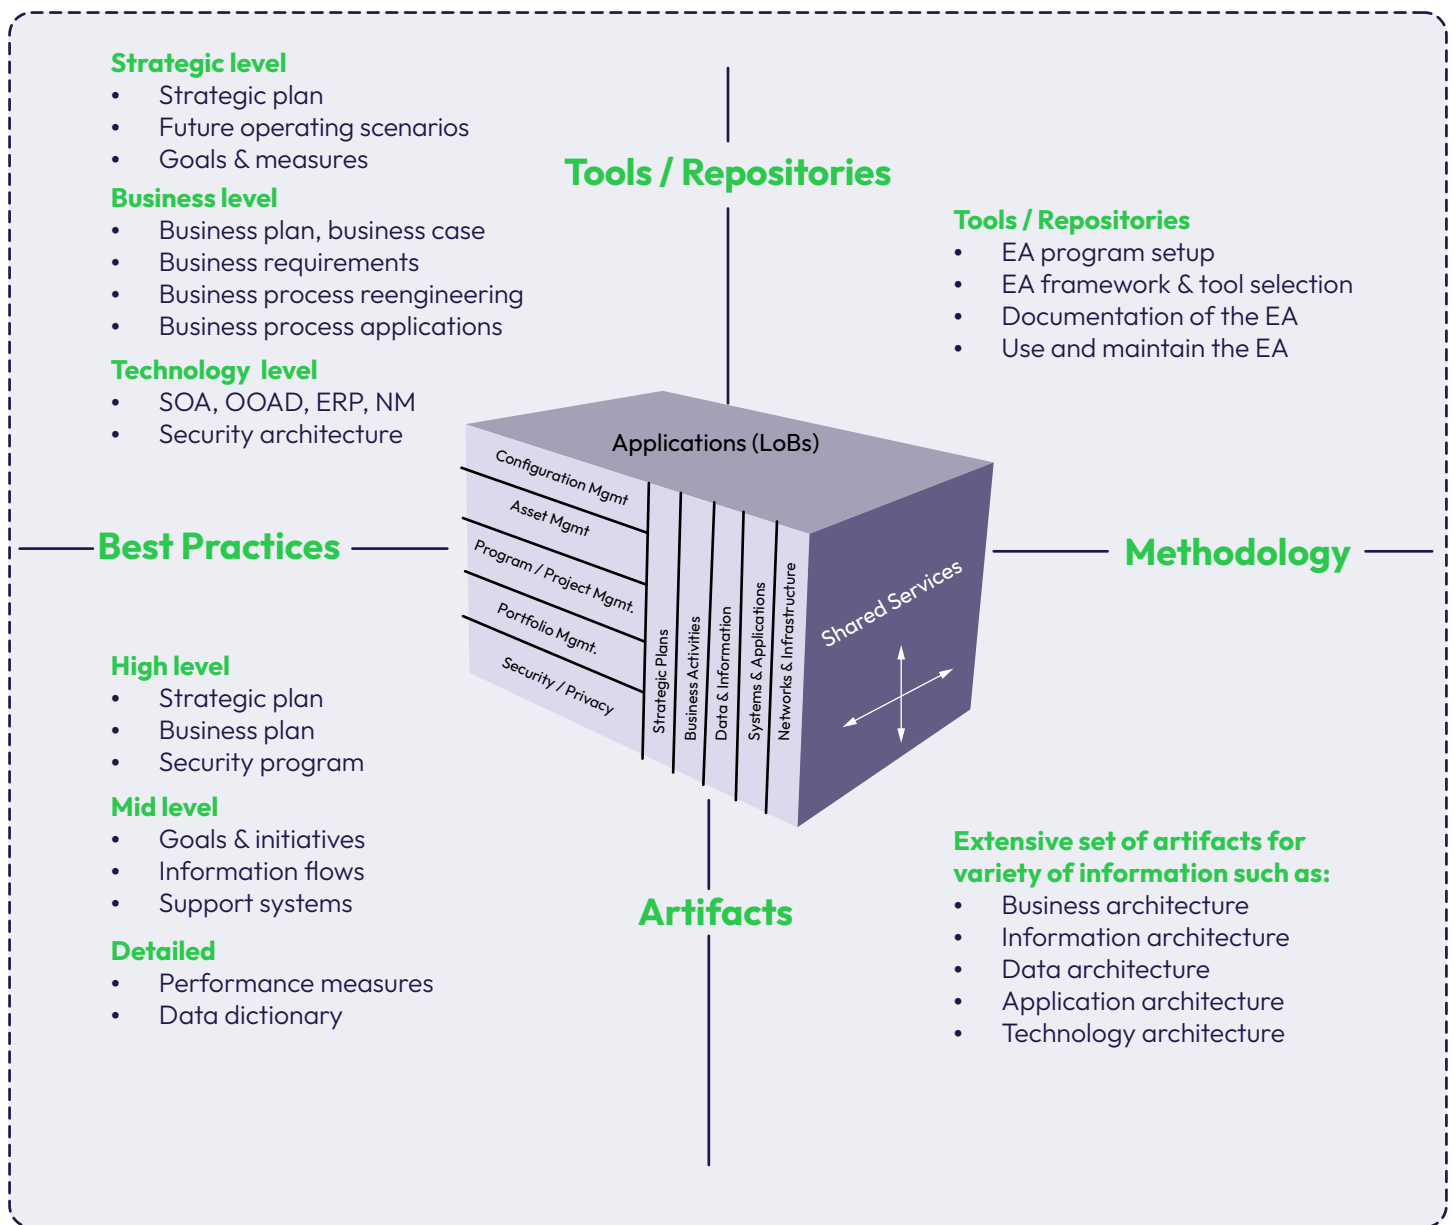 Strategic level
• Strategic plan
• Future operating scenarios
• Goals & measures
Business level
• Business plan, business case
• Business requirements
• Business process reengineering
• Business process applications
Technology level
• SOA, OOAD, ERP, NM
• Security architecture
Tools / Repositories
Tools / Repositories
• EA program setup
• EA framework & tool selection
• Documentation of the EA
• Use and maintain the EA
Best Practices
Applications (LoBs)
Configuration Mgmt
Asset Mgmt
Program / Project Mgmt.
Portfolio Mgmt.
Security / Privacy
Strategic Plans
Business Activities
Data & Information
Systems & Applications
Networks & Infrastructure
Shared Services
Methodology
High level
• Strategic plan
• Business plan
• Security program
Mid level
• Goals & initiatives
• Information flows
• Support systems
Detailed
• Performance measures
• Data dictionary
Artifacts
Extensive set of artifacts for
variety of information such as:
• Business architecture
• Information architecture
• Data architecture
• Application architecture
• Technology architecture